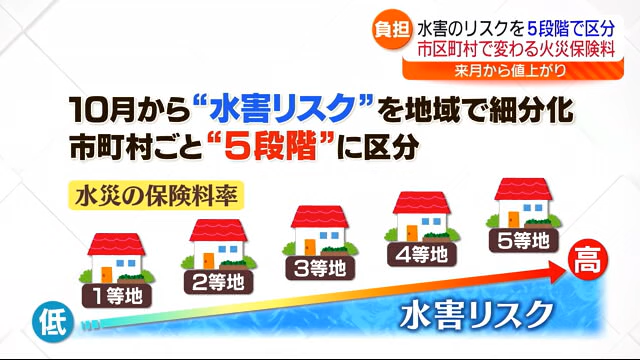 負担
水害のリスクを5段階で区分
市区町村で変わる火災保険料
来月から値上がり
10月から“水害リスク”を地域で細分化
市町村ごと“5段階”に区分
水災の保険料率
1等地
2等地
3等地
4等地
5等地
低
高
水害リスク